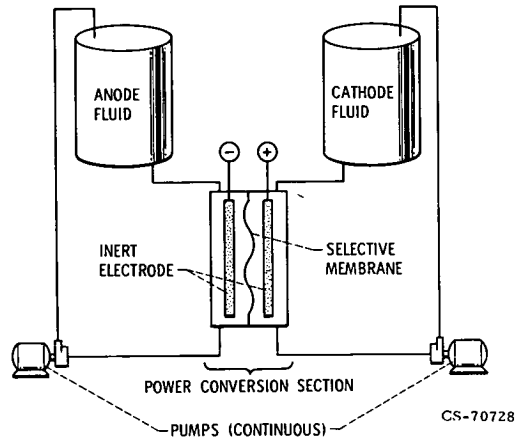 ANODE
FLUID
CATHODE
FLUID
−
+
INERT
ELECTRODE
SELECTIVE
MEMBRANE
POWER CONVERSION SECTION
PUMPS (CONTINUOUS)
CS-70728